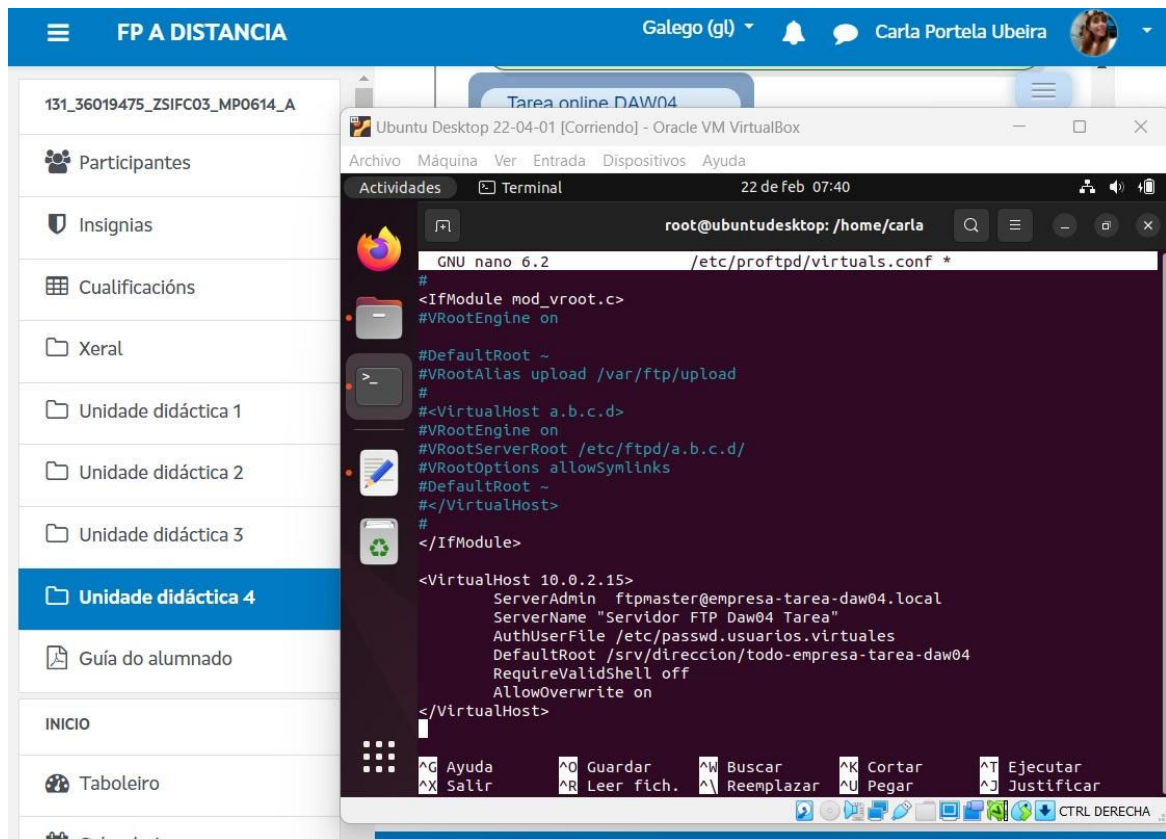 FP A DISTANCIA
Galego (gl)
Carla Portela Ubeira
131_36019475_ZSIFC03_MP0614_A
Participantes
Insignias
Cualificacións
Xeral
Unidade didáctica 1
Unidade didáctica 2
Unidade didáctica 3
Unidade didáctica 4
Guía do alumnado
INICIO
Taboleiro
Tarea online DAW04
Ubuntu Desktop 22-04-01 [Corriendo] - Oracle VM VirtualBox
Archivo Máquina Ver Entrada Dispositivos Ayuda
Actividades Terminal 22 de feb 07:40
root@ubuntudesktop: /home/carla
GNU nano 6.2 /etc/proftpd/virtuals.conf *
#
<IfModule mod_vroot.c>
#VRootEngine on
#DefaultRoot ~
#VRootAlias upload /var/ftp/upload
#
#<VirtualHost a.b.c.d>
#VRootEngine on
#VRootServerRoot /etc/ftpd/a.b.c.d/
#VRootOptions allowSymlinks
#DefaultRoot ~
#</VirtualHost>
#
</IfModule>
<VirtualHost 10.0.2.15>
ServerAdmin ftpmaster@empresa-tarea-daw04.local
ServerName "Servidor FTP Daw04 Tarea"
AuthUserFile /etc/passwd.usuarios.virtuales
DefaultRoot /srv/direccion/todo-empresa-tarea-daw04
RequireValidShell off
AllowOverwrite on
</VirtualHost>
^G Ayuda ^O Guardar ^W Buscar ^K Cortar ^T Ejecutar
^X Salir ^R Leer fich. ^\ Reemplazar ^U Pegar ^J Justificar
CTRL DERECHA